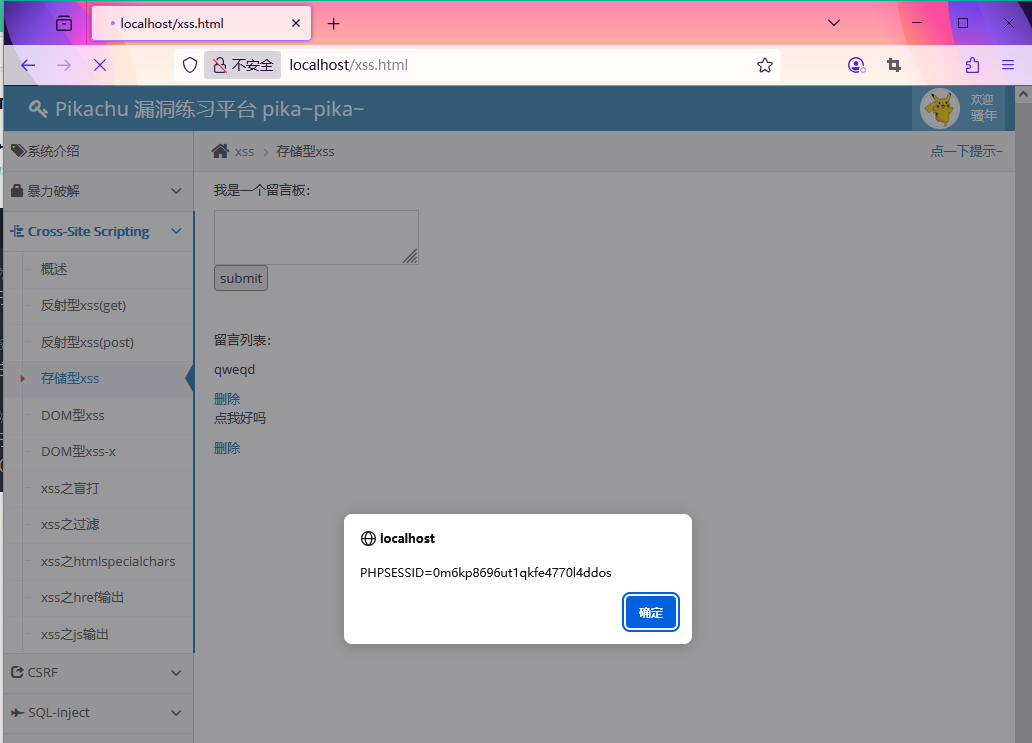 localhost/xss.html
不安全 localhost/xss.html
Pikachu 漏洞练习平台 pika~pika~
欢迎
骚年
系统介绍
暴力破解
Cross-Site Scripting
概述
反射型xss(get)
反射型xss(post)
存储型xss
DOM型xss
DOM型xss-x
xss之盲打
xss之过滤
xss之htmlspecialchars
xss之href输出
xss之js输出
CSRF
SQL-Inject
xss › 存储型xss
点一下提示~
我是一个留言板：
submit
留言列表：
qweqd
删除
点我好吗
删除
localhost
PHPSESSID=0m6kp8696ut1qkfe4770l4ddos
确定